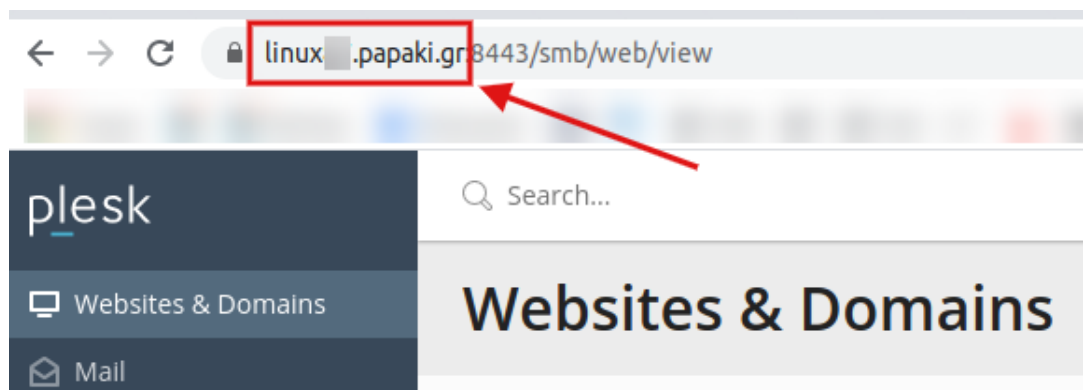 linux .papaki.gr:8443/smb/web/view
plesk
Search...
Websites & Domains
Websites & Domains
Mail